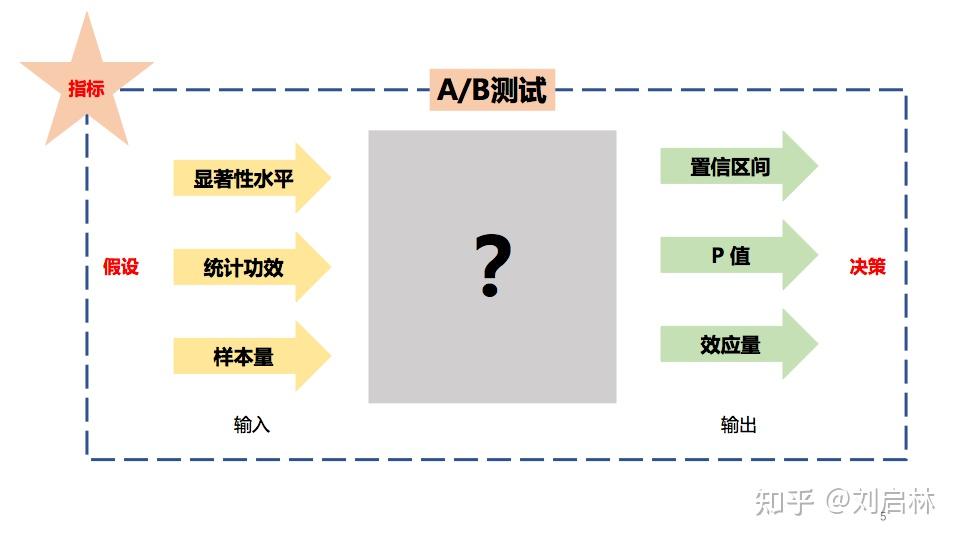 指标
A/B测试
显著性水平
置信区间
假设
统计功效
?
P 值
决策
样本量
效应量
输入
输出
知乎 @刘启林
5